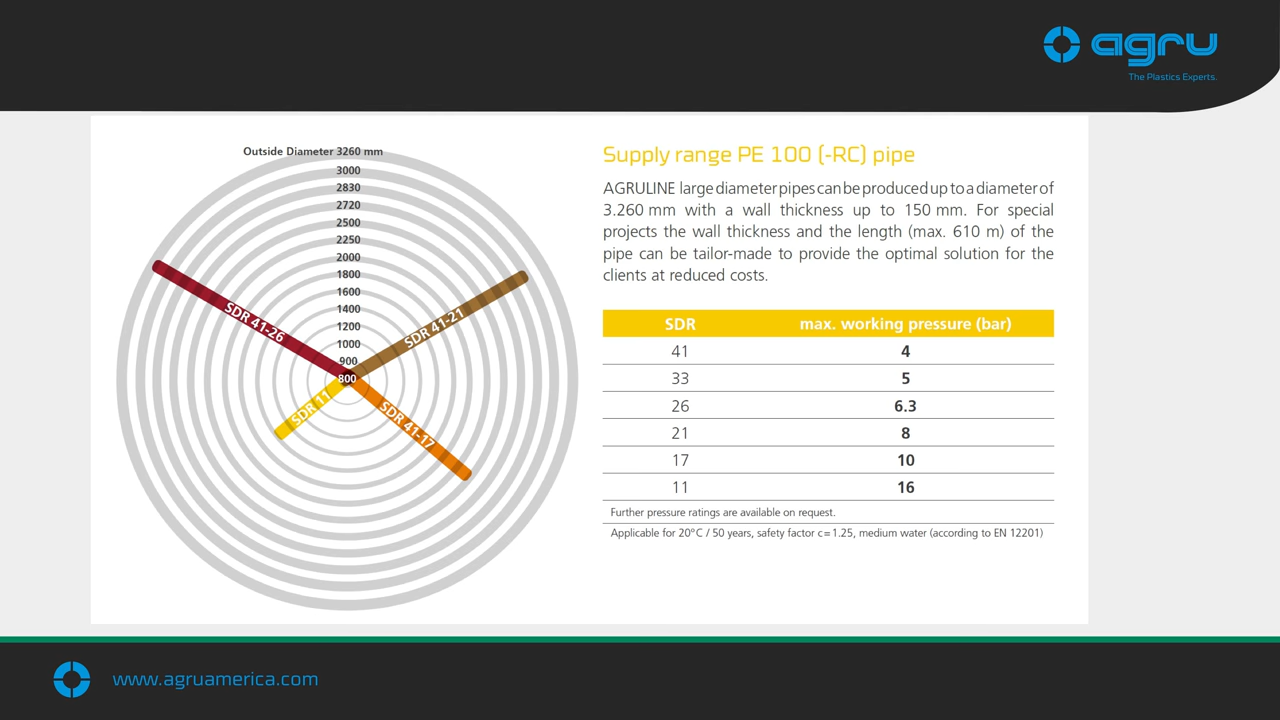 agru
The Plastics Experts.
Outside Diameter 3260 mm
3000
2830
2720
2500
2250
2000
1800
1600
1400
1200
1000
900
800
SDR 41-26
SDR 41-21
SDR 11
SDR 41-17
Supply range PE 100 (-RC) pipe
AGRULINE large diameter pipes can be produced up to a diameter of
3.260 mm with a wall thickness up to 150 mm. For special
projects the wall thickness and the length (max. 610 m) of the
pipe can be tailor-made to provide the optimal solution for the
clients at reduced costs.
SDR max. working pressure (bar)
41 4
33 5
26 6.3
21 8
17 10
11 16
Further pressure ratings are available on request.
Applicable for 20°C / 50 years, safety factor c=1.25, medium water (according to EN 12201)
www.agruamerica.com